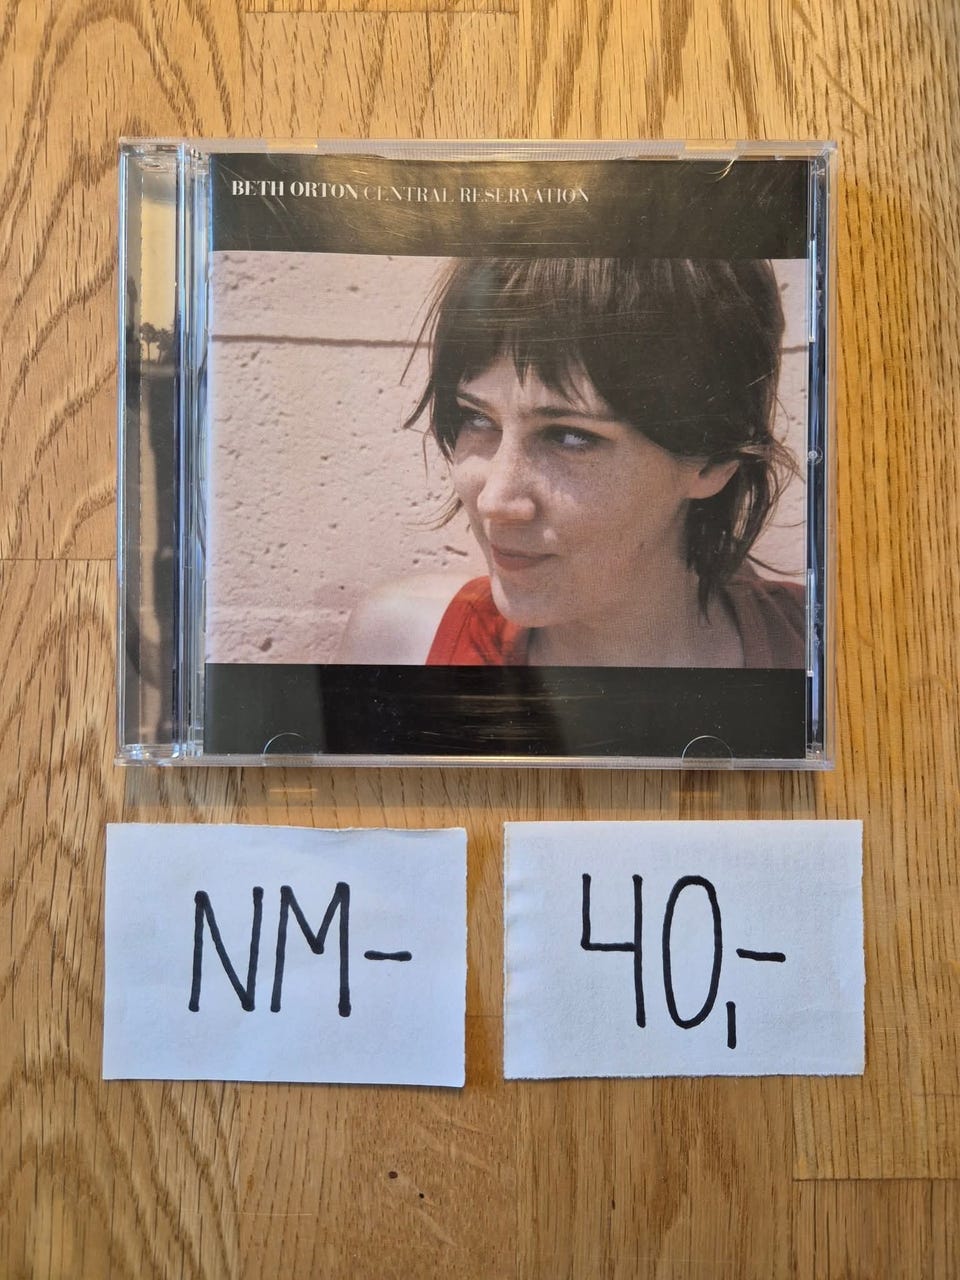 BETH ORTON CENTRAL RESERVATION
NM-
40,-